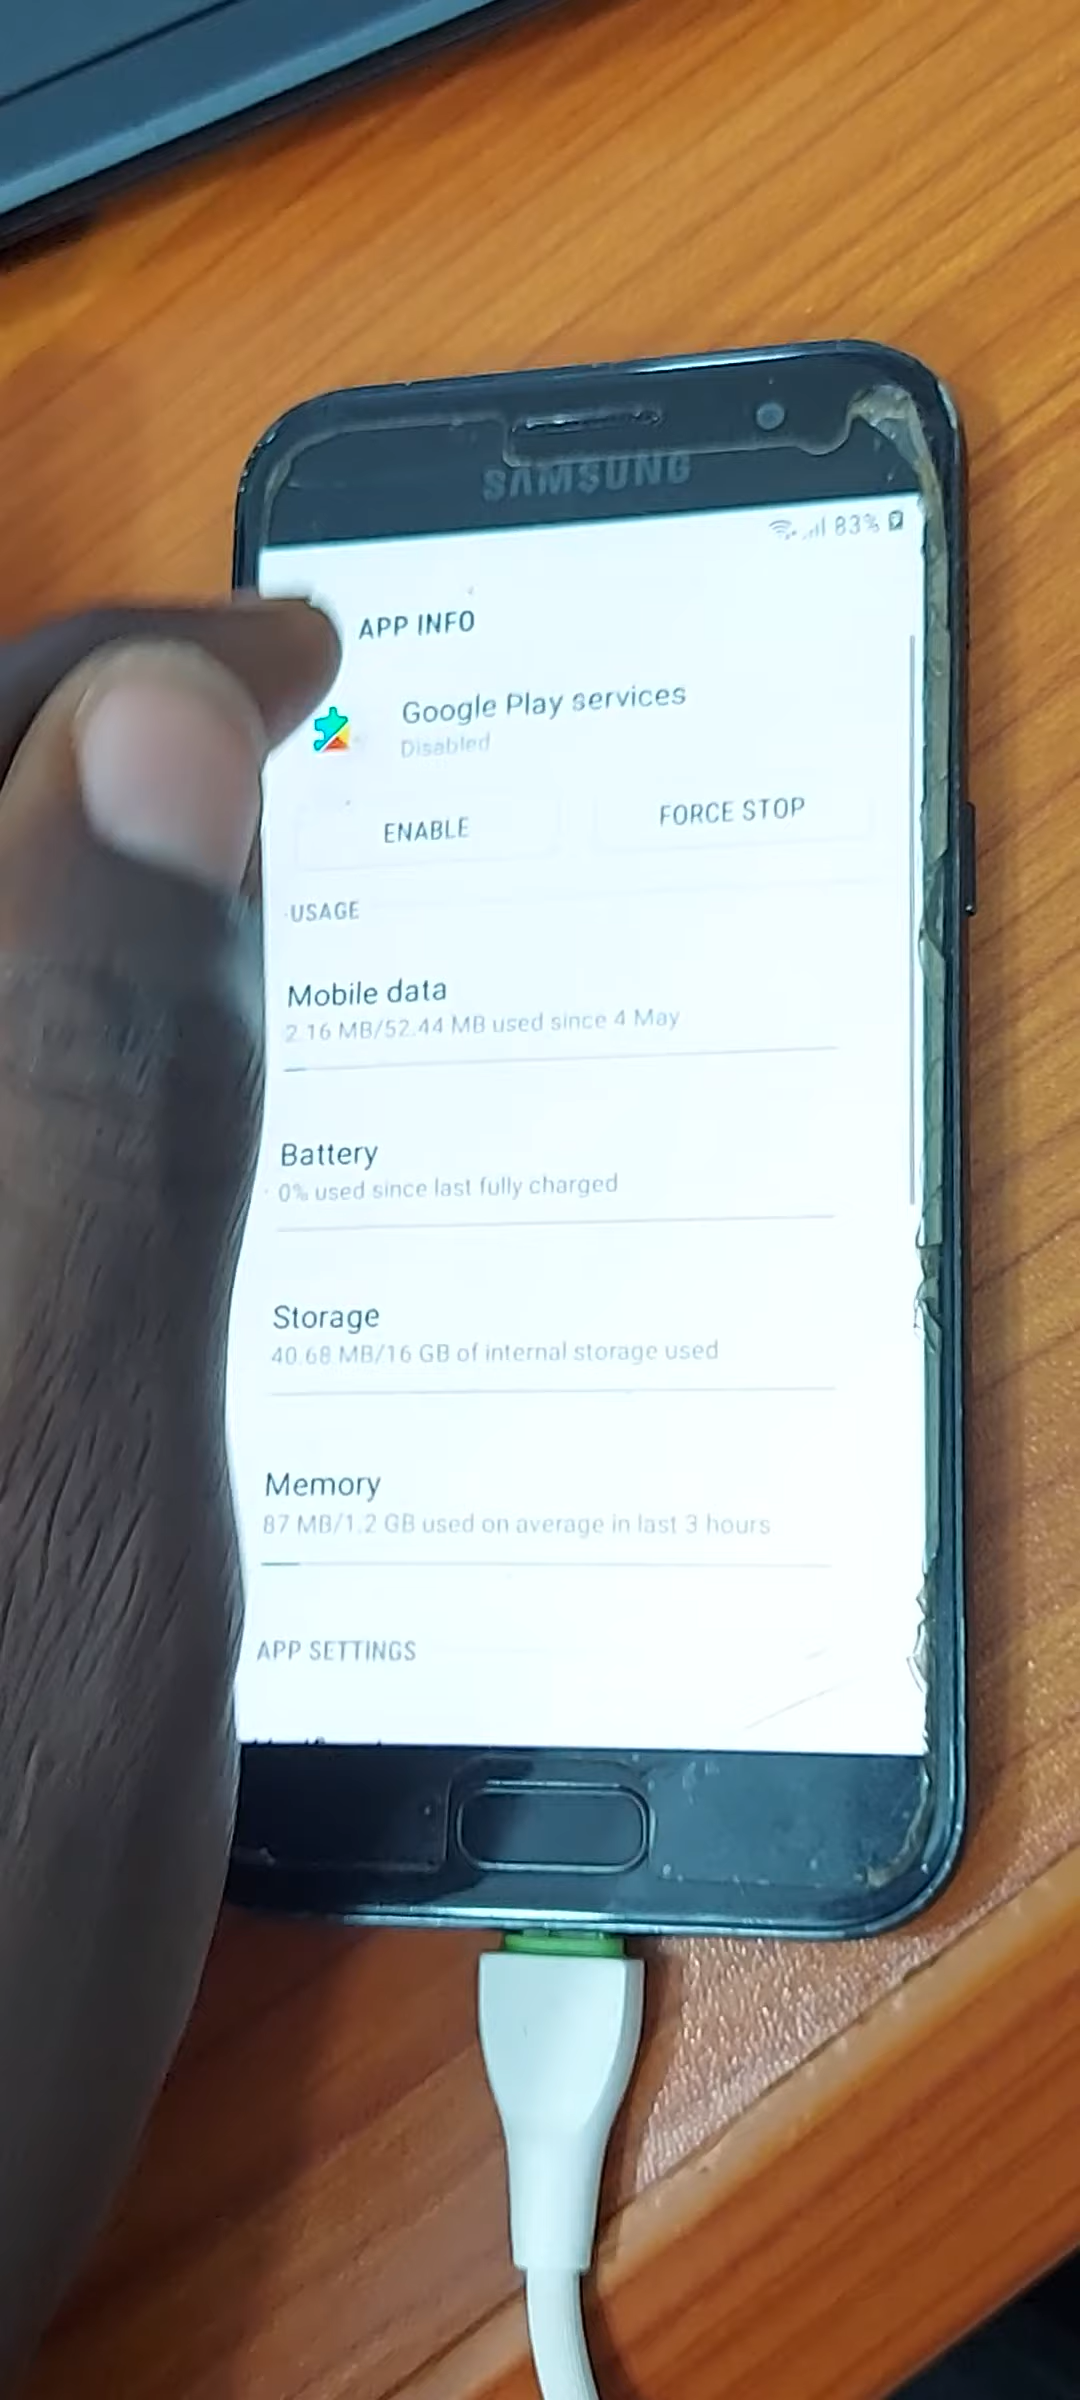 SAMSUNG
83%
APP INFO
Google Play services
Disabled
ENABLE
FORCE STOP
USAGE
Mobile data
2.16 MB/52.44 MB used since 4 May
Battery
0% used since last fully charged
Storage
40.68 MB/16 GB of internal storage used
Memory
87 MB/1.2 GB used on average in last 3 hours
APP SETTINGS